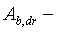 A_{b,dr} –